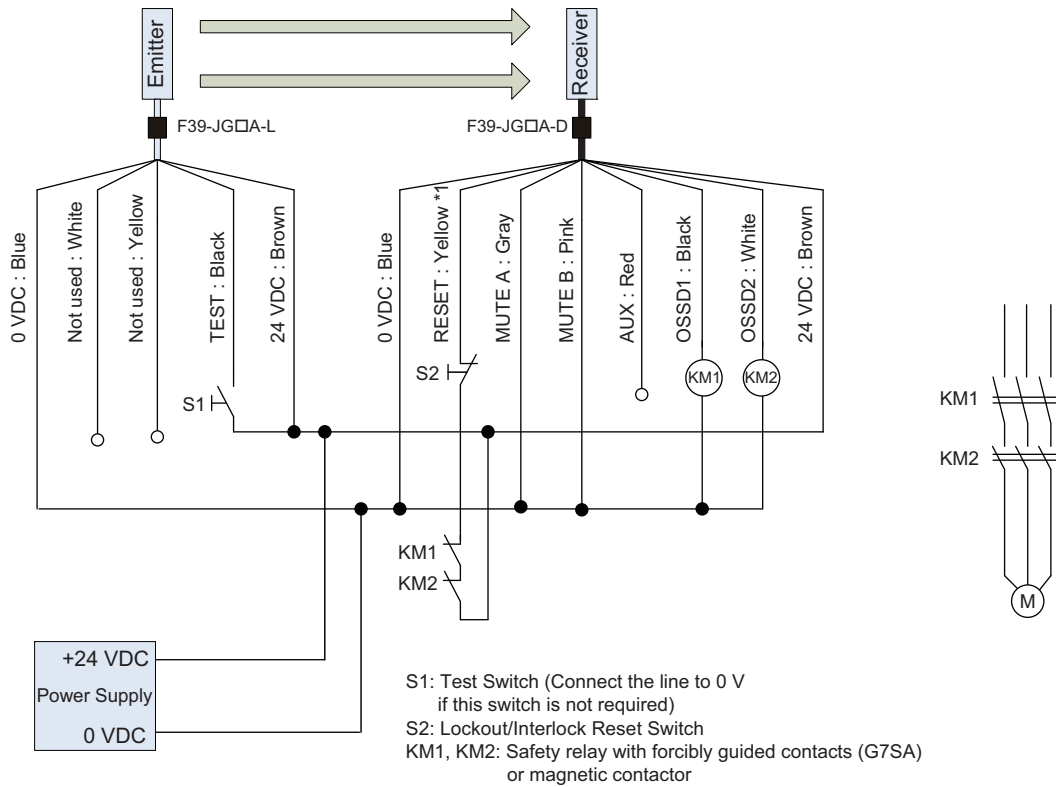 Emitter
Receiver
F39-JG□A-L
F39-JG□A-D
0 VDC : Blue
Not used : White
Not used : Yellow
TEST : Black
24 VDC : Brown
0 VDC : Blue
RESET : Yellow *1
MUTE A : Gray
MUTE B : Pink
AUX : Red
OSSD1 : Black
OSSD2 : White
24 VDC : Brown
S1
S2
KM1
KM2
KM1
KM2
KM1
KM2
M
+24 VDC
Power Supply
0 VDC
S1: Test Switch (Connect the line to 0 V
if this switch is not required)
S2: Lockout/Interlock Reset Switch
KM1, KM2: Safety relay with forcibly guided contacts (G7SA)
or magnetic contactor